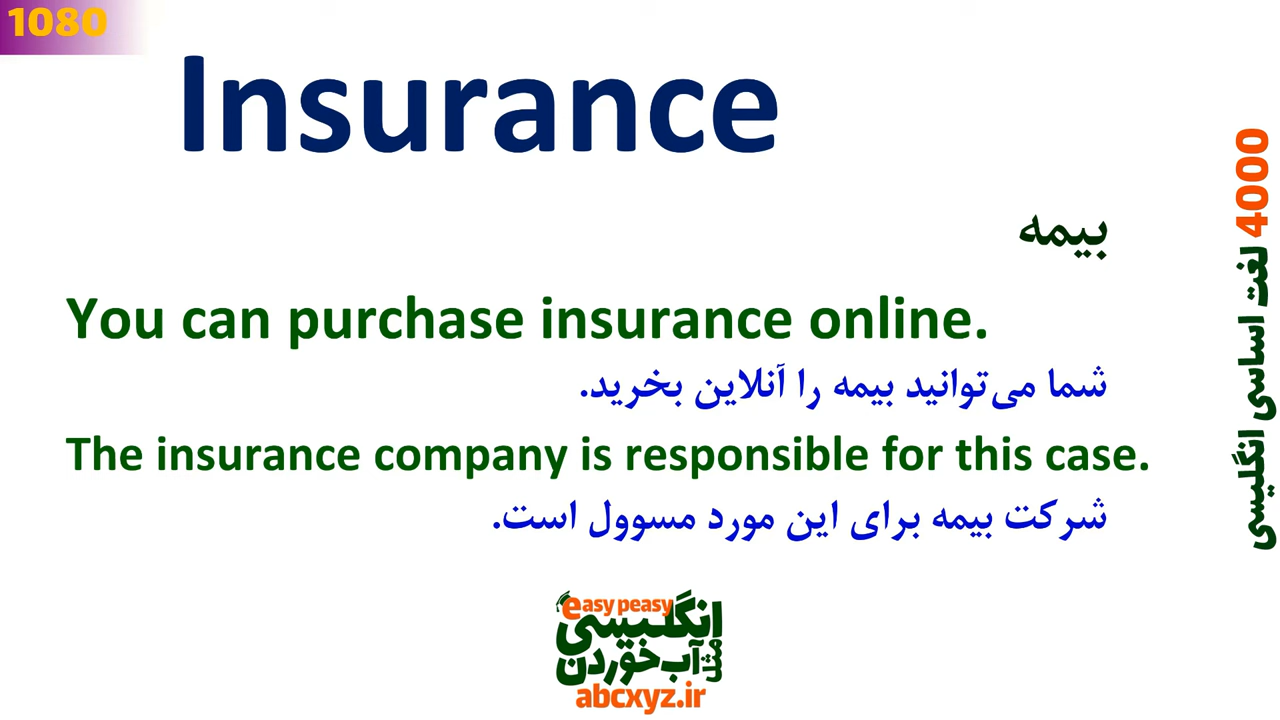 1080
Insurance
بیمه
You can purchase insurance online.
شما می‌توانید بیمه را آنلاین بخرید.
The insurance company is responsible for this case.
شرکت بیمه برای این مورد مسوول است.
4000 لغت اساسی انگلیسی
easy peasy
انگلیسی
مثل آب خوردن
abcxyz.ir